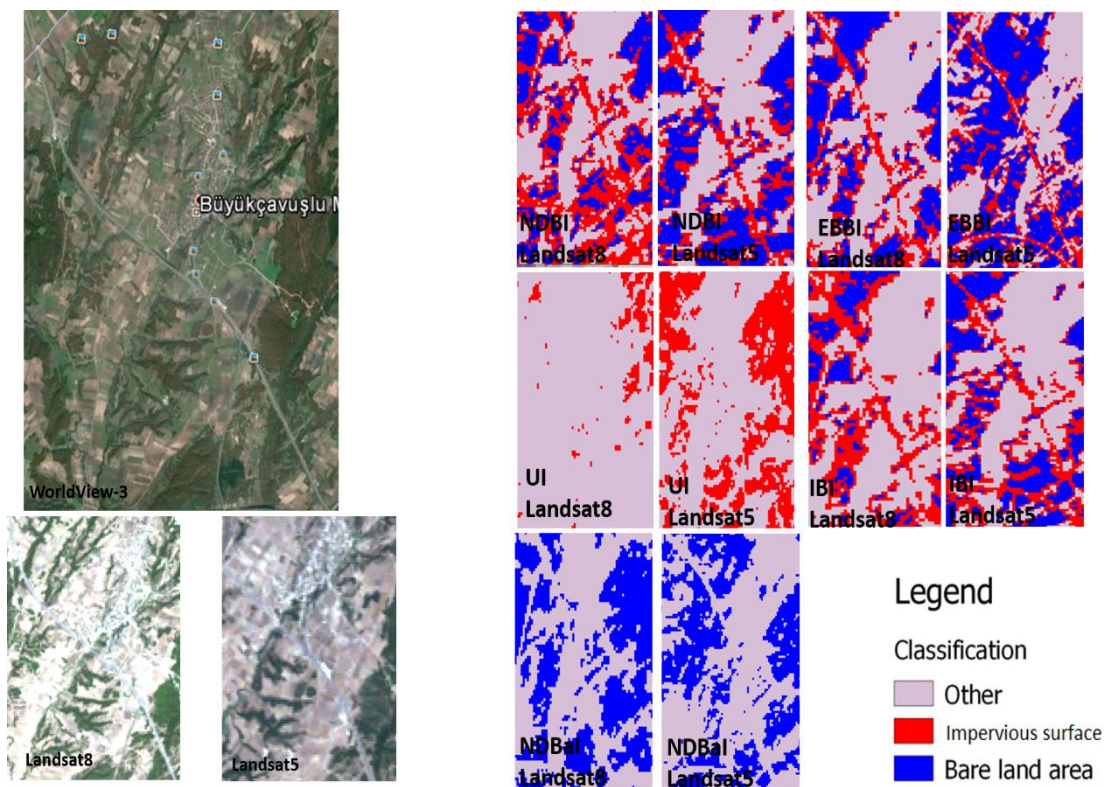 Büyükçavuşlu M
WorldView-3
Landsat8
Landsat5
NDBI
Landsat8
NDBI
Landsat5
EBBI
Landsat8
EBBI
Landsat5
UI
Landsat8
UI
Landsat5
IBI
Landsat8
IBI
Landsat5
NDBaI
Landsat8
NDBaI
Landsat5
Legend
Classification
Other
Impervious surface
Bare land area